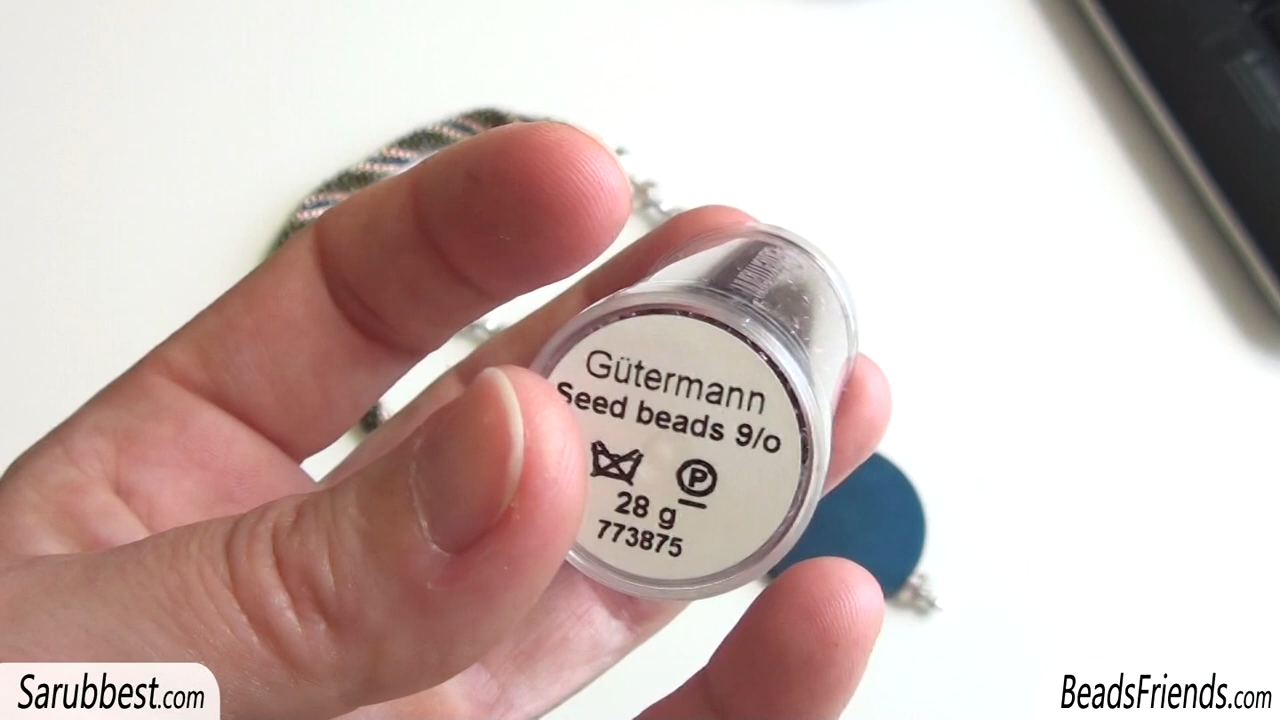 Gütermann
Seed beads 9/o
P
28 g
773875
Sarubbest.com
BeadsFriends.com